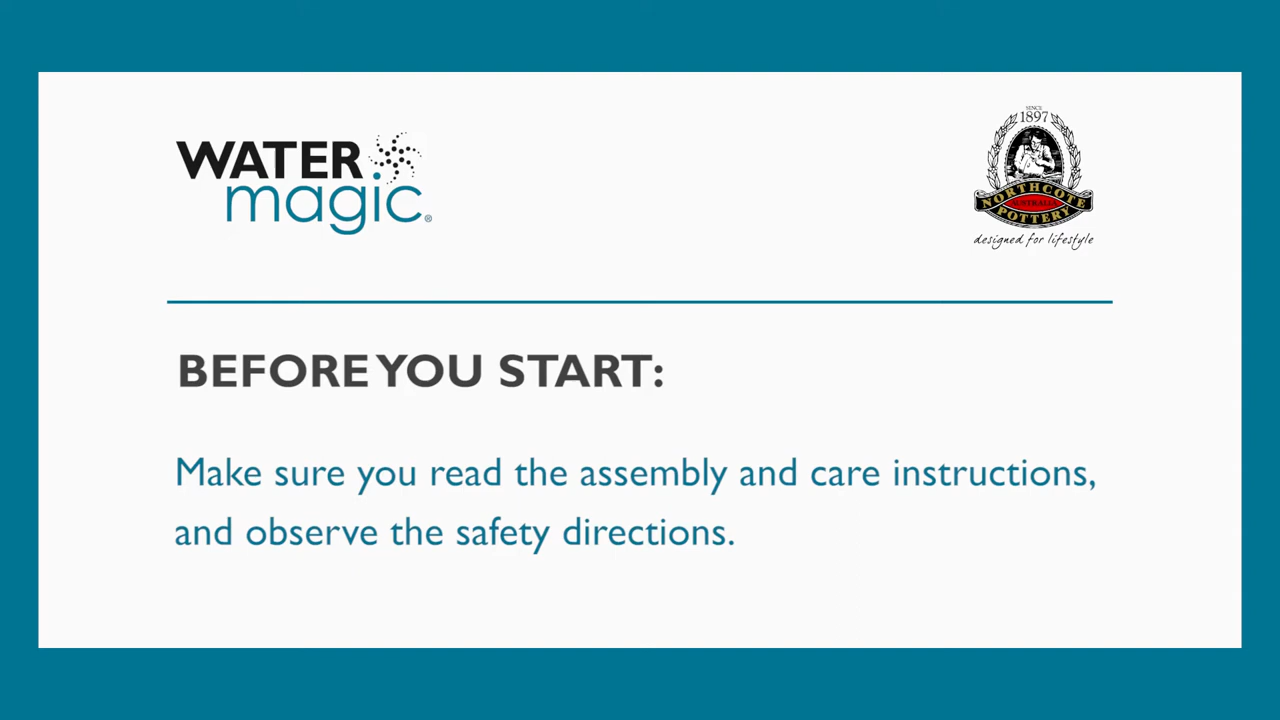 WATER
magic®
SINCE
1897
NORTHCOTE
AUSTRALIA
POTTERY
designed for lifestyle
BEFORE YOU START:
Make sure you read the assembly and care instructions,
and observe the safety directions.